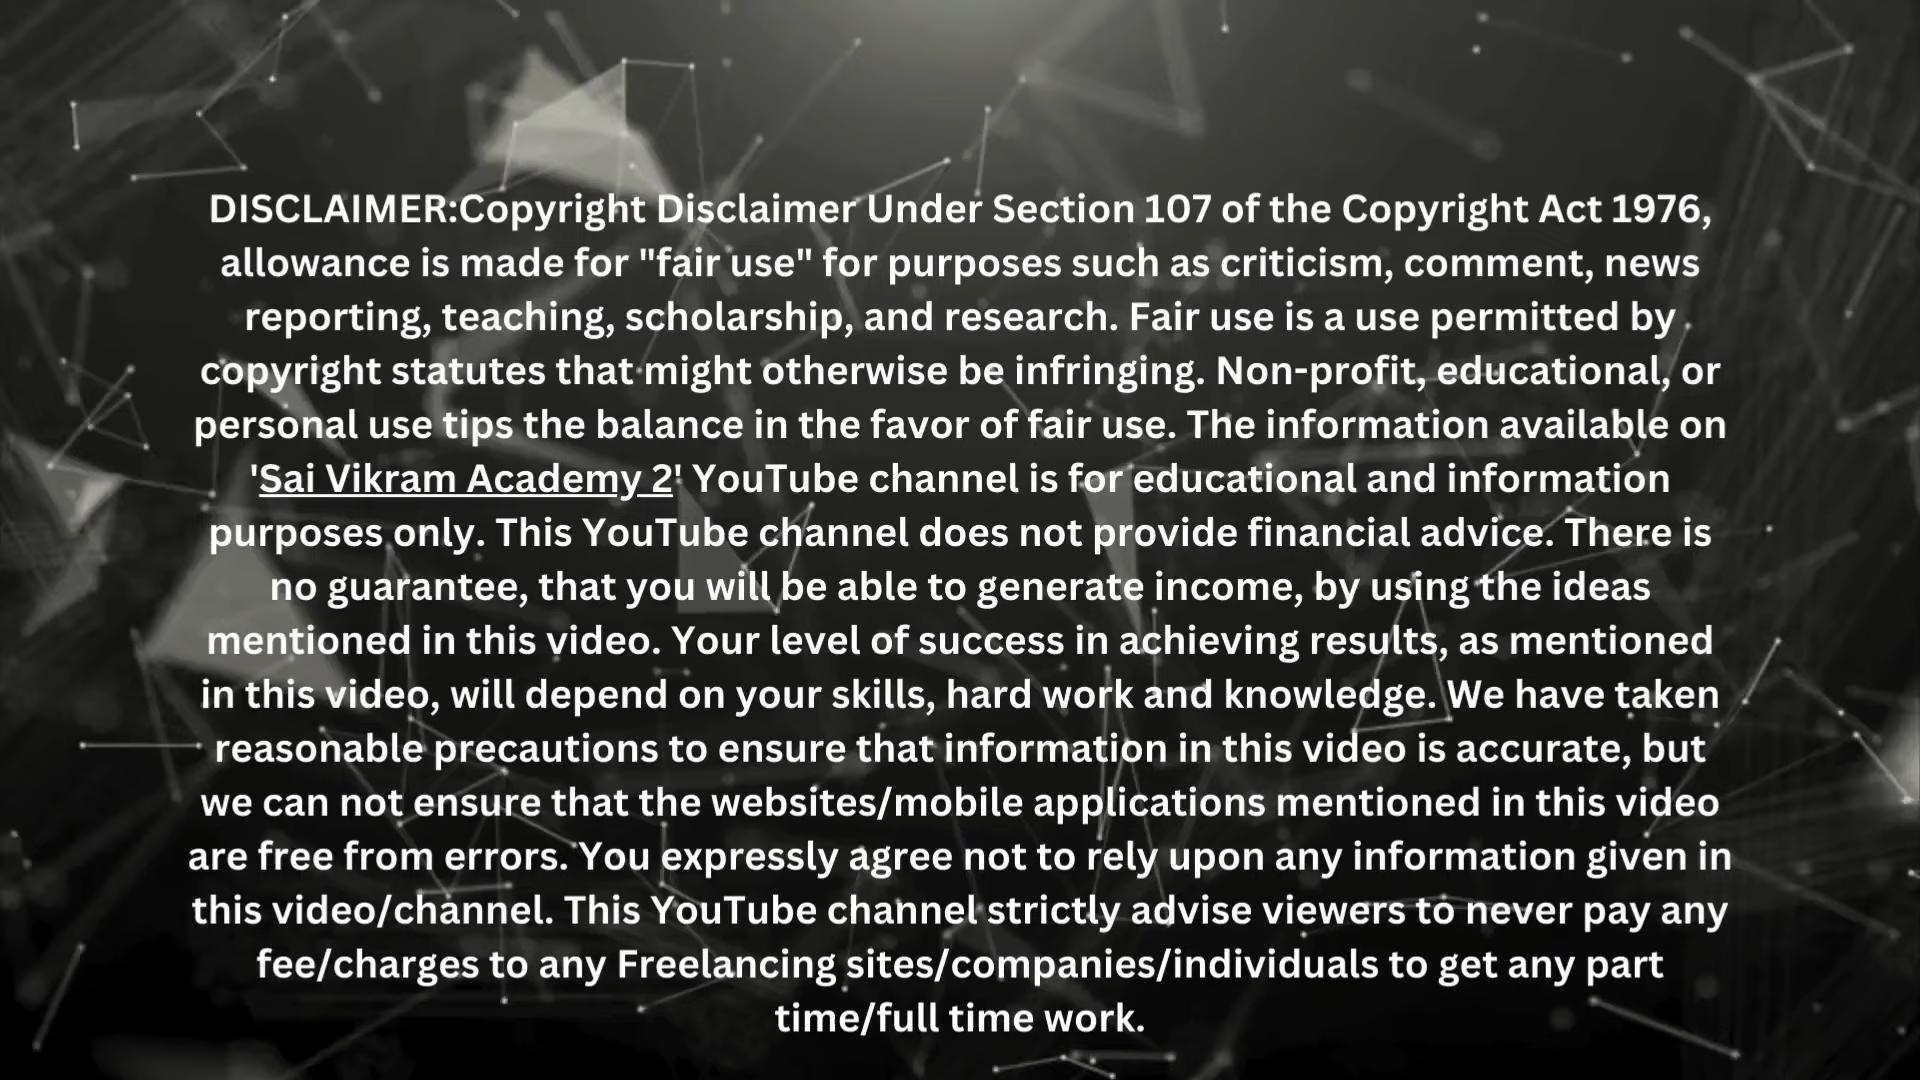 DISCLAIMER:Copyright Disclaimer Under Section 107 of the Copyright Act 1976,
allowance is made for "fair use" for purposes such as criticism, comment, news
reporting, teaching, scholarship, and research. Fair use is a use permitted by
copyright statutes that might otherwise be infringing. Non-profit, educational, or
personal use tips the balance in the favor of fair use. The information available on
'Sai Vikram Academy 2' YouTube channel is for educational and information
purposes only. This YouTube channel does not provide financial advice. There is
no guarantee, that you will be able to generate income, by using the ideas
mentioned in this video. Your level of success in achieving results, as mentioned
in this video, will depend on your skills, hard work and knowledge. We have taken
reasonable precautions to ensure that information in this video is accurate, but
we can not ensure that the websites/mobile applications mentioned in this video
are free from errors. You expressly agree not to rely upon any information given in
this video/channel. This YouTube channel strictly advise viewers to never pay any
fee/charges to any Freelancing sites/companies/individuals to get any part
time/full time work.